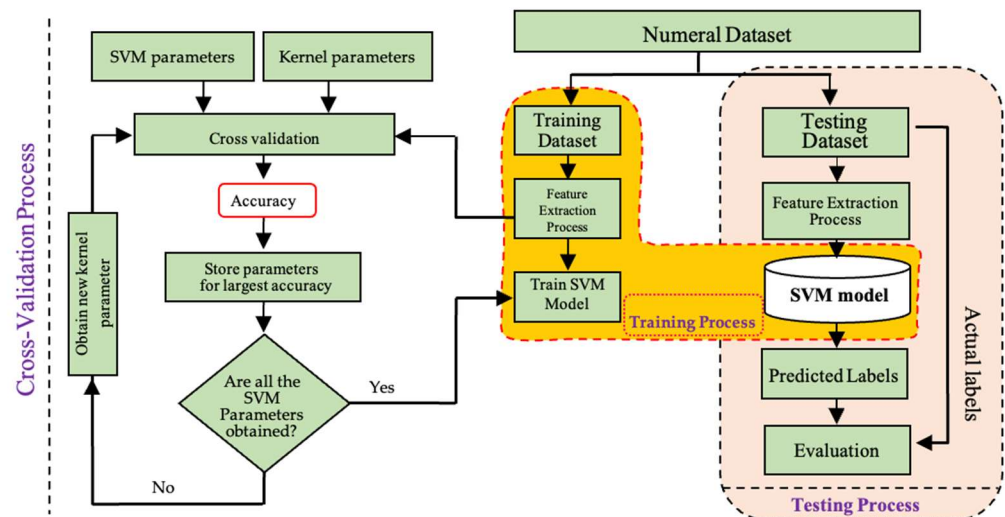 Cross-Validation Process
SVM parameters
Kernel parameters
Cross validation
Accuracy
Store parameters
for largest accuracy
Are all the
SVM
Parameters
obtained?
Yes
No
Obtain new kernel
parameter
Numeral Dataset
Training
Dataset
Feature
Extraction
Process
Train SVM
Model
Training Process
Testing
Dataset
Feature Extraction
Process
SVM model
Predicted Labels
Evaluation
Actual labels
Testing Process